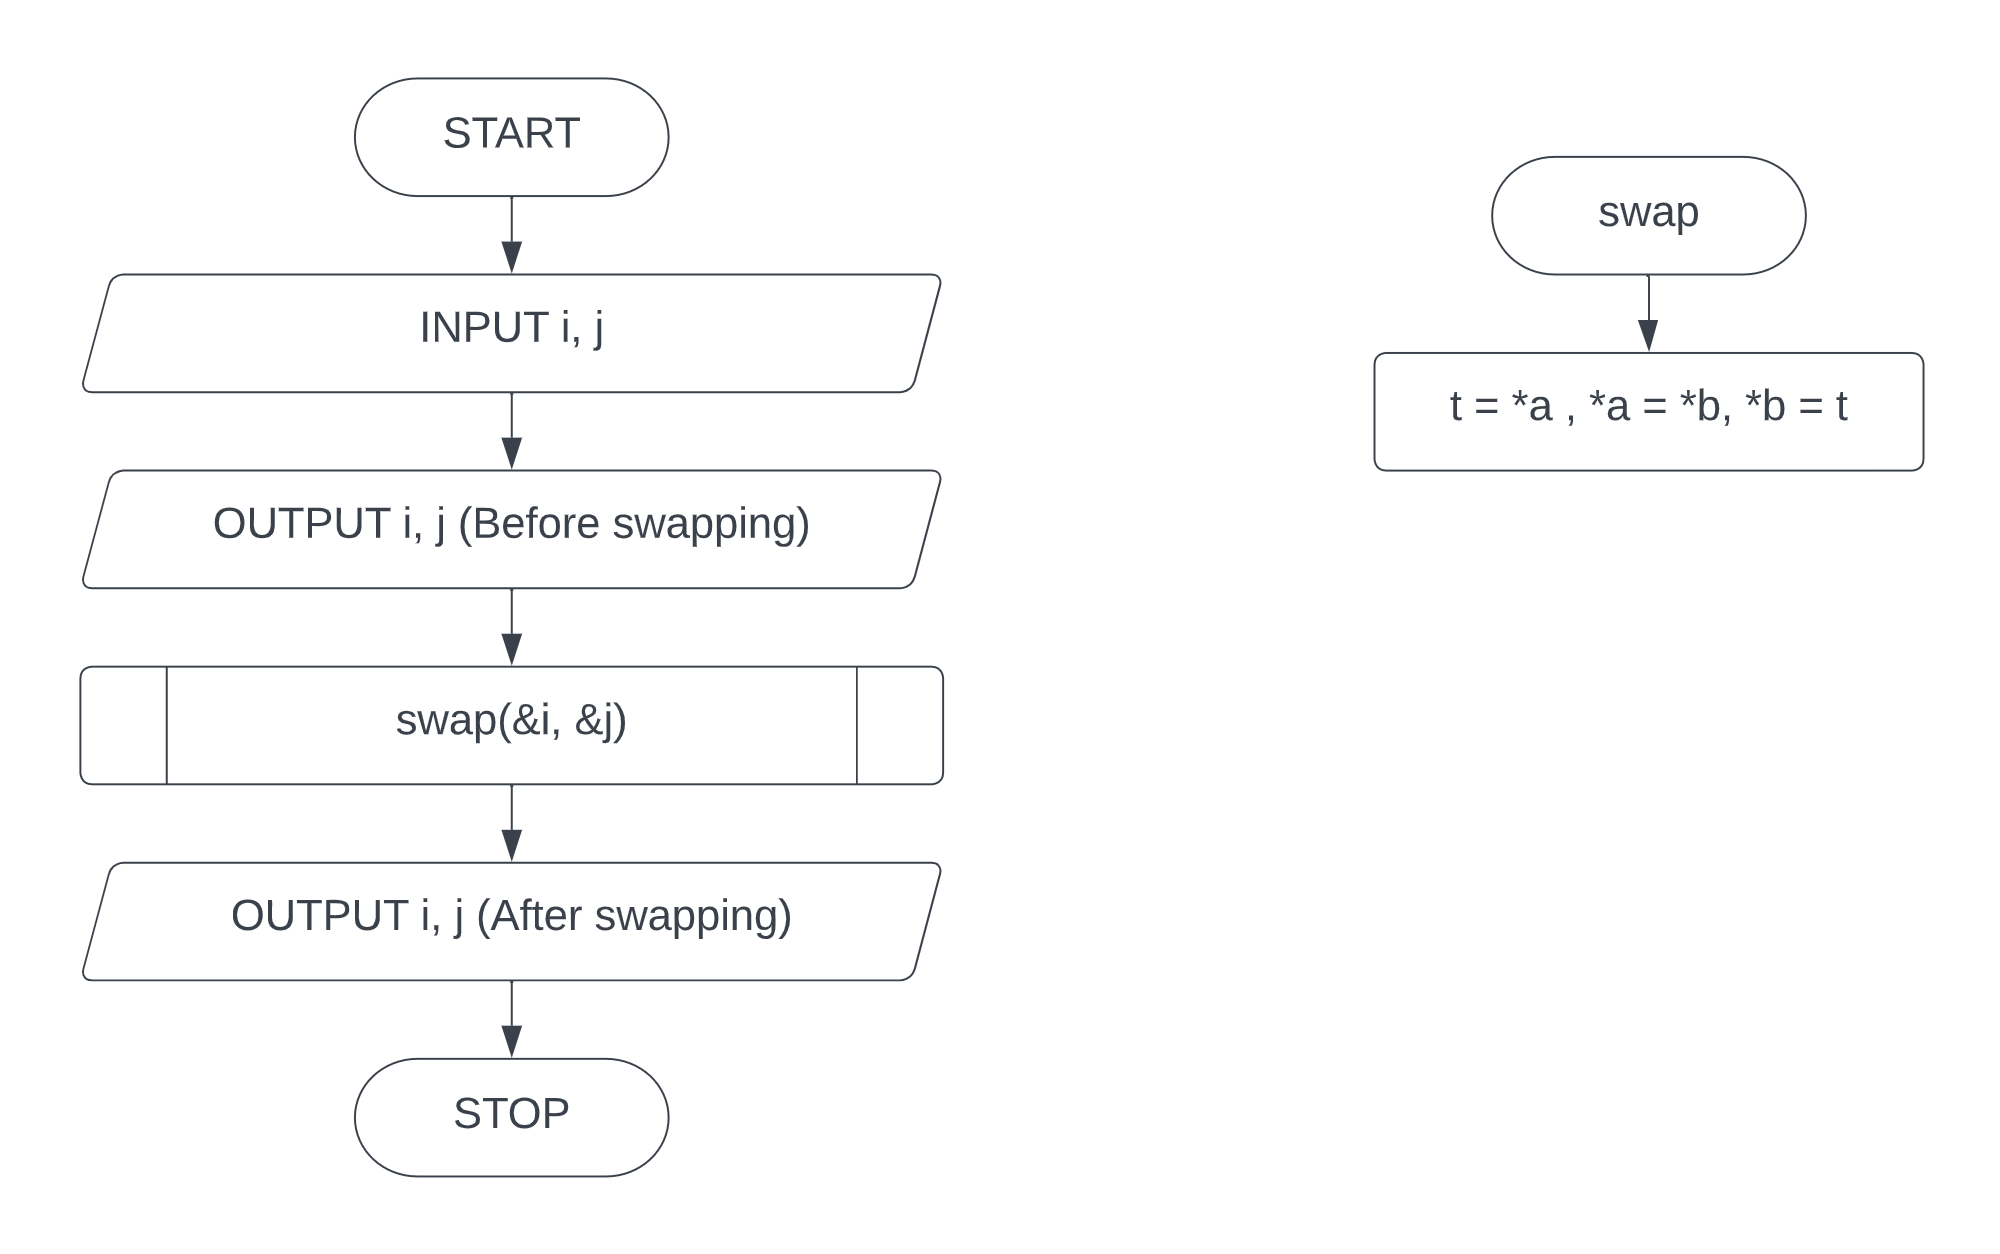 START
INPUT i, j
OUTPUT i, j (Before swapping)
swap(&i, &j)
OUTPUT i, j (After swapping)
STOP
swap
t = *a , *a = *b, *b = t